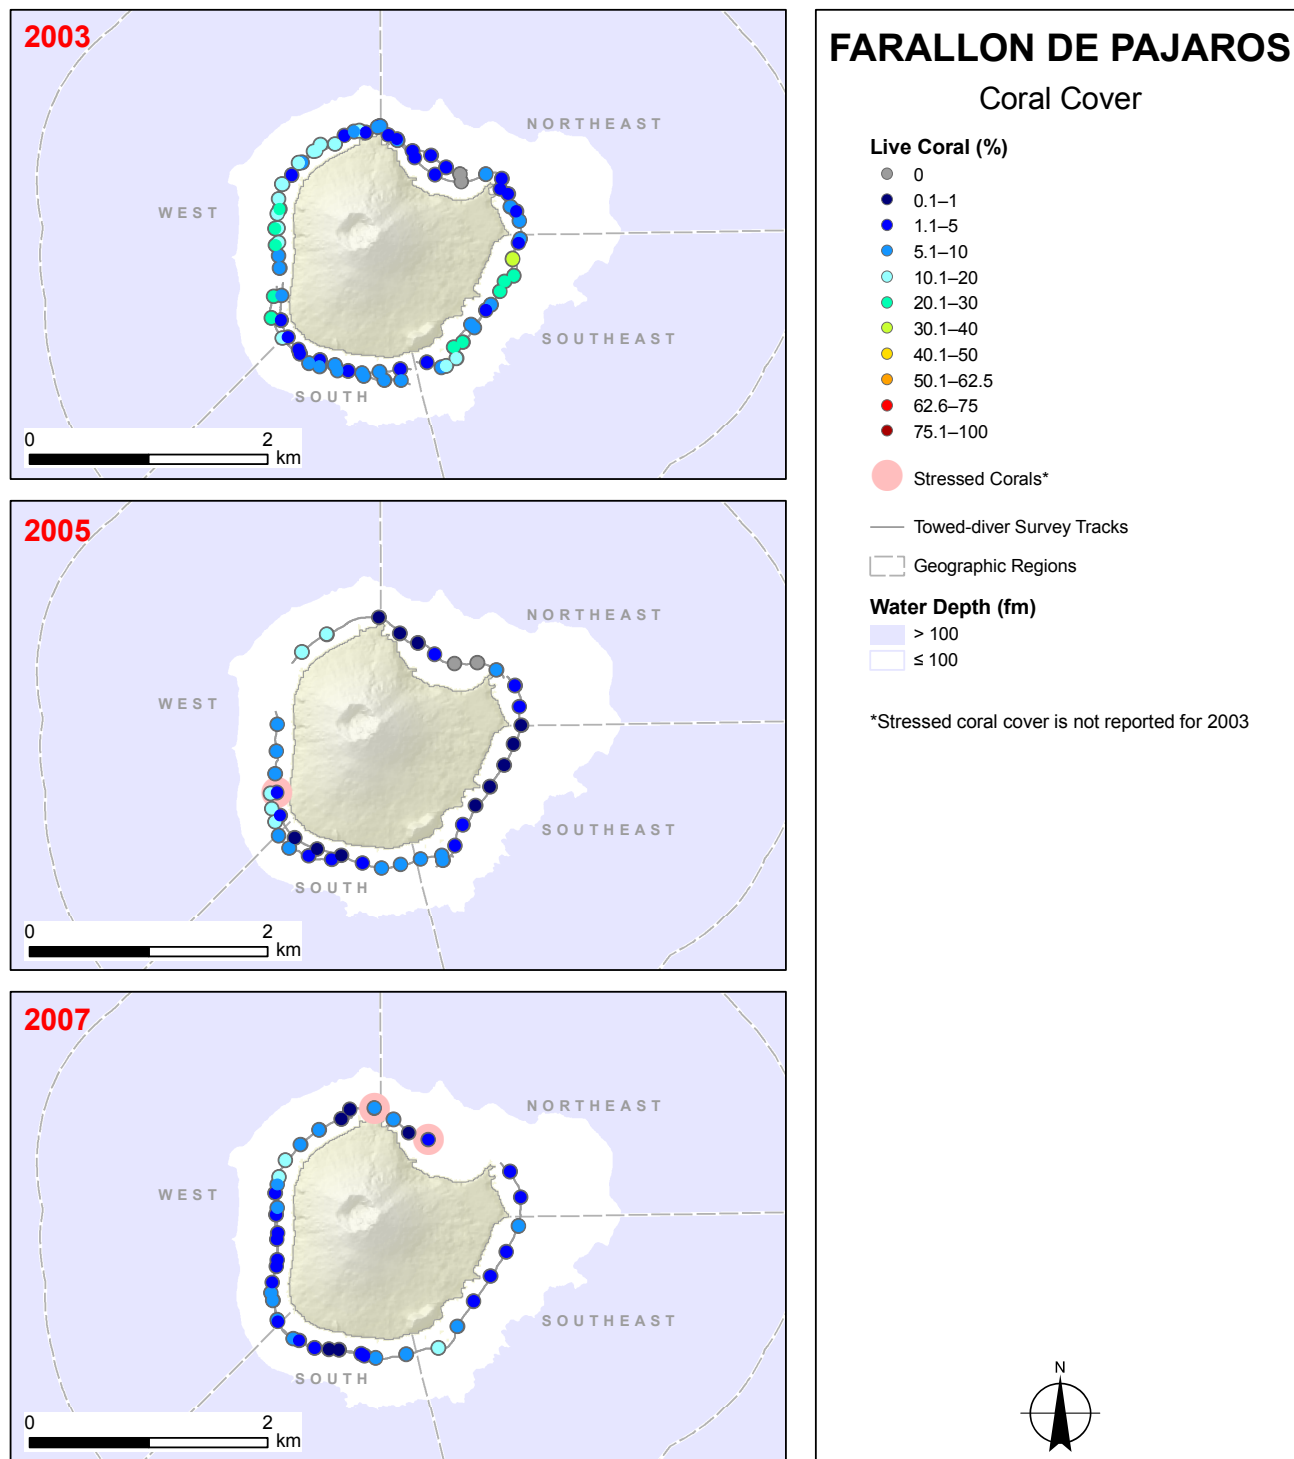 2003
NORTHEAST
WEST
SOUTHEAST
SOUTH
0 2
km
2005
NORTHEAST
WEST
SOUTHEAST
SOUTH
0 2
km
2007
NORTHEAST
WEST
SOUTHEAST
SOUTH
0 2
km
FARALLON DE PAJAROS
Coral Cover
Live Coral (%)
0
0.1–1
1.1–5
5.1–10
10.1–20
20.1–30
30.1–40
40.1–50
50.1–62.5
62.6–75
75.1–100
Stressed Corals*
Towed-diver Survey Tracks
Geographic Regions
Water Depth (fm)
> 100
≤ 100
*Stressed coral cover is not reported for 2003
N